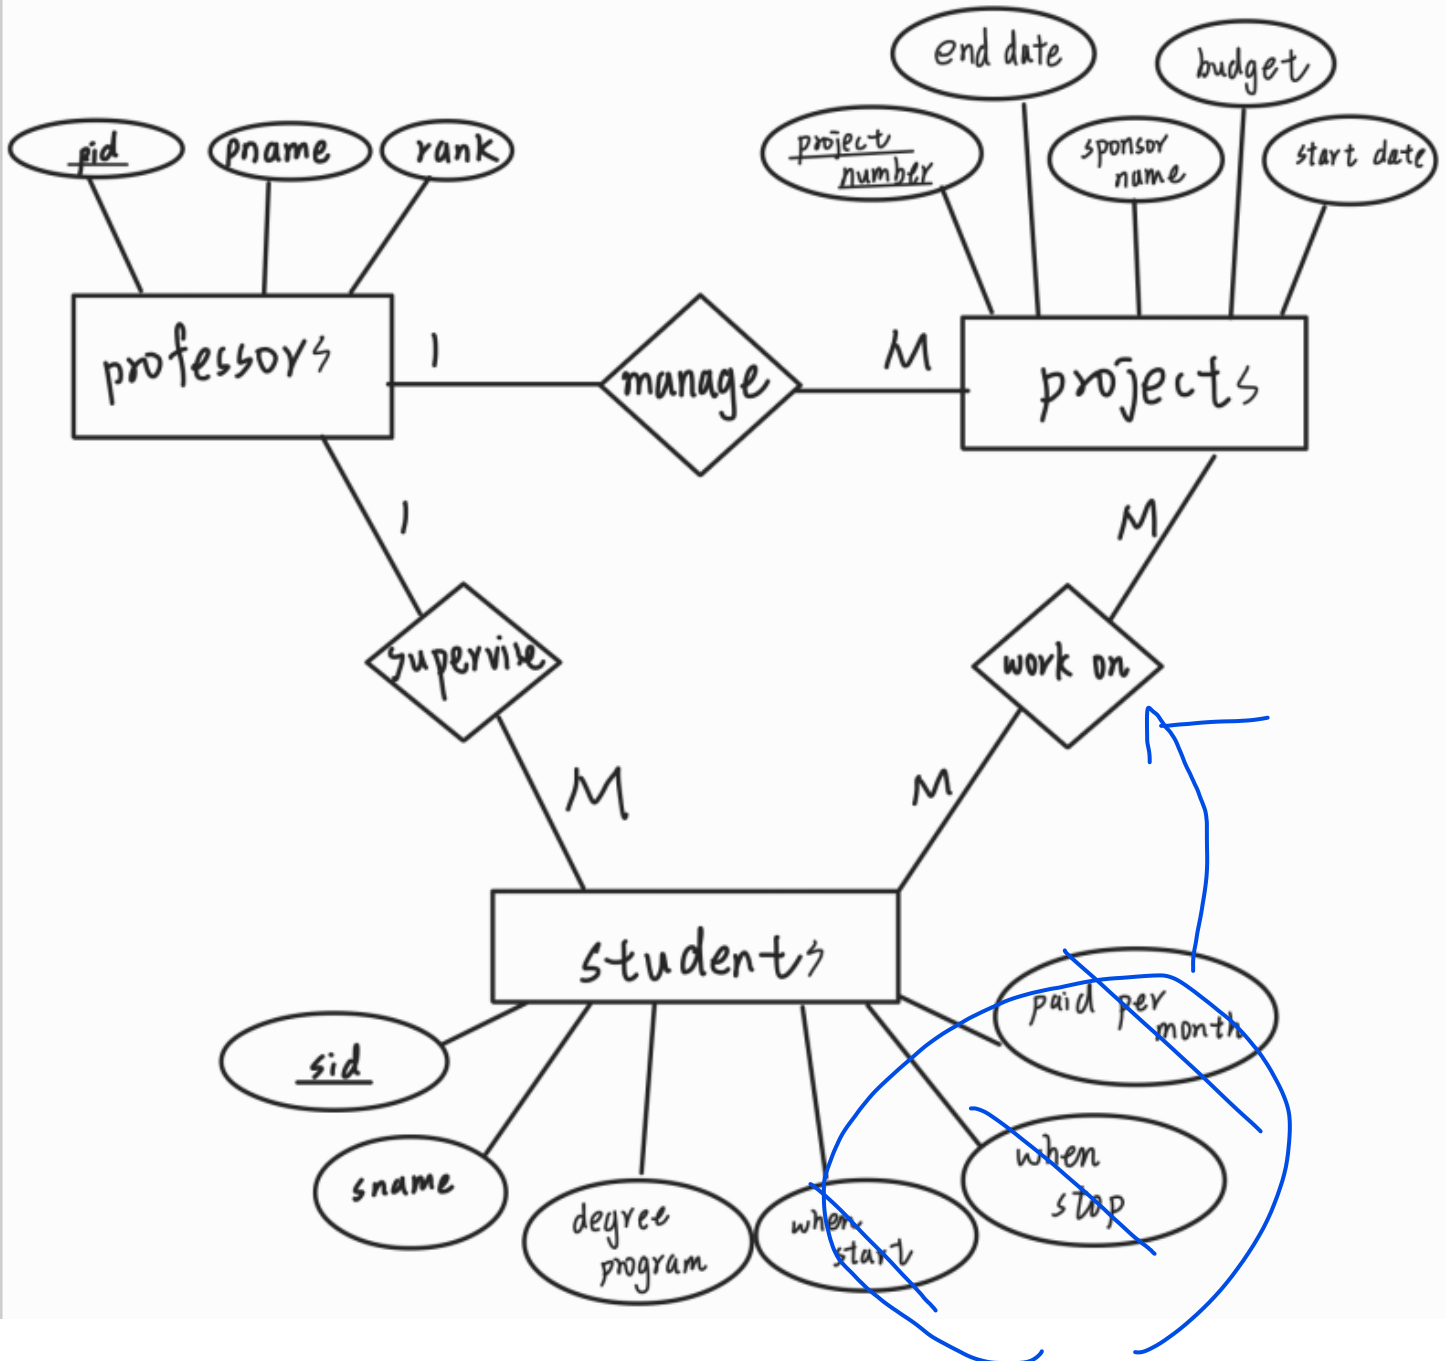 end date
budget
pid
pname
rank
project
number
sponsor
name
start date
professors
1
manage
M
projects
1
M
supervise
work on
M
M
students
paid per
month
sid
when
stop
sname
degree
program
when
start